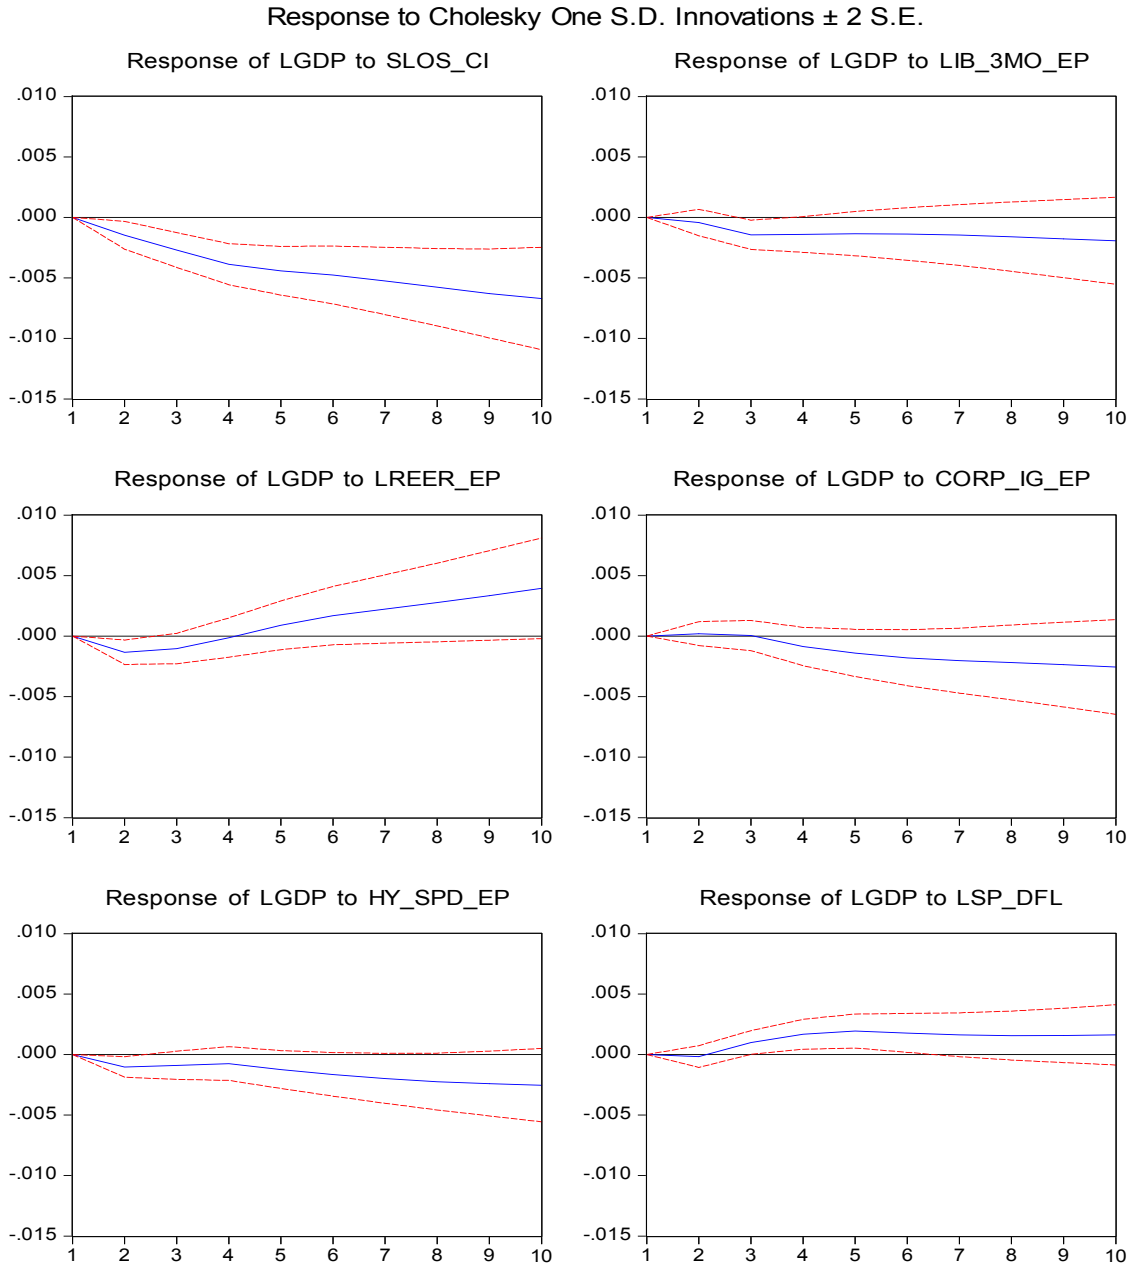 Response to Cholesky One S.D. Innovations ± 2 S.E.
Response of LGDP to SLOS_CI
.010
.005
.000
-.005
-.010
-.015
1 2 3 4 5 6 7 8 9 10
Response of LGDP to LIB_3MO_EP
.010
.005
.000
-.005
-.010
-.015
1 2 3 4 5 6 7 8 9 10
Response of LGDP to LREER_EP
.010
.005
.000
-.005
-.010
-.015
1 2 3 4 5 6 7 8 9 10
Response of LGDP to CORP_IG_EP
.010
.005
.000
-.005
-.010
-.015
1 2 3 4 5 6 7 8 9 10
Response of LGDP to HY_SPD_EP
.010
.005
.000
-.005
-.010
-.015
1 2 3 4 5 6 7 8 9 10
Response of LGDP to LSP_DFL
.010
.005
.000
-.005
-.010
-.015
1 2 3 4 5 6 7 8 9 10